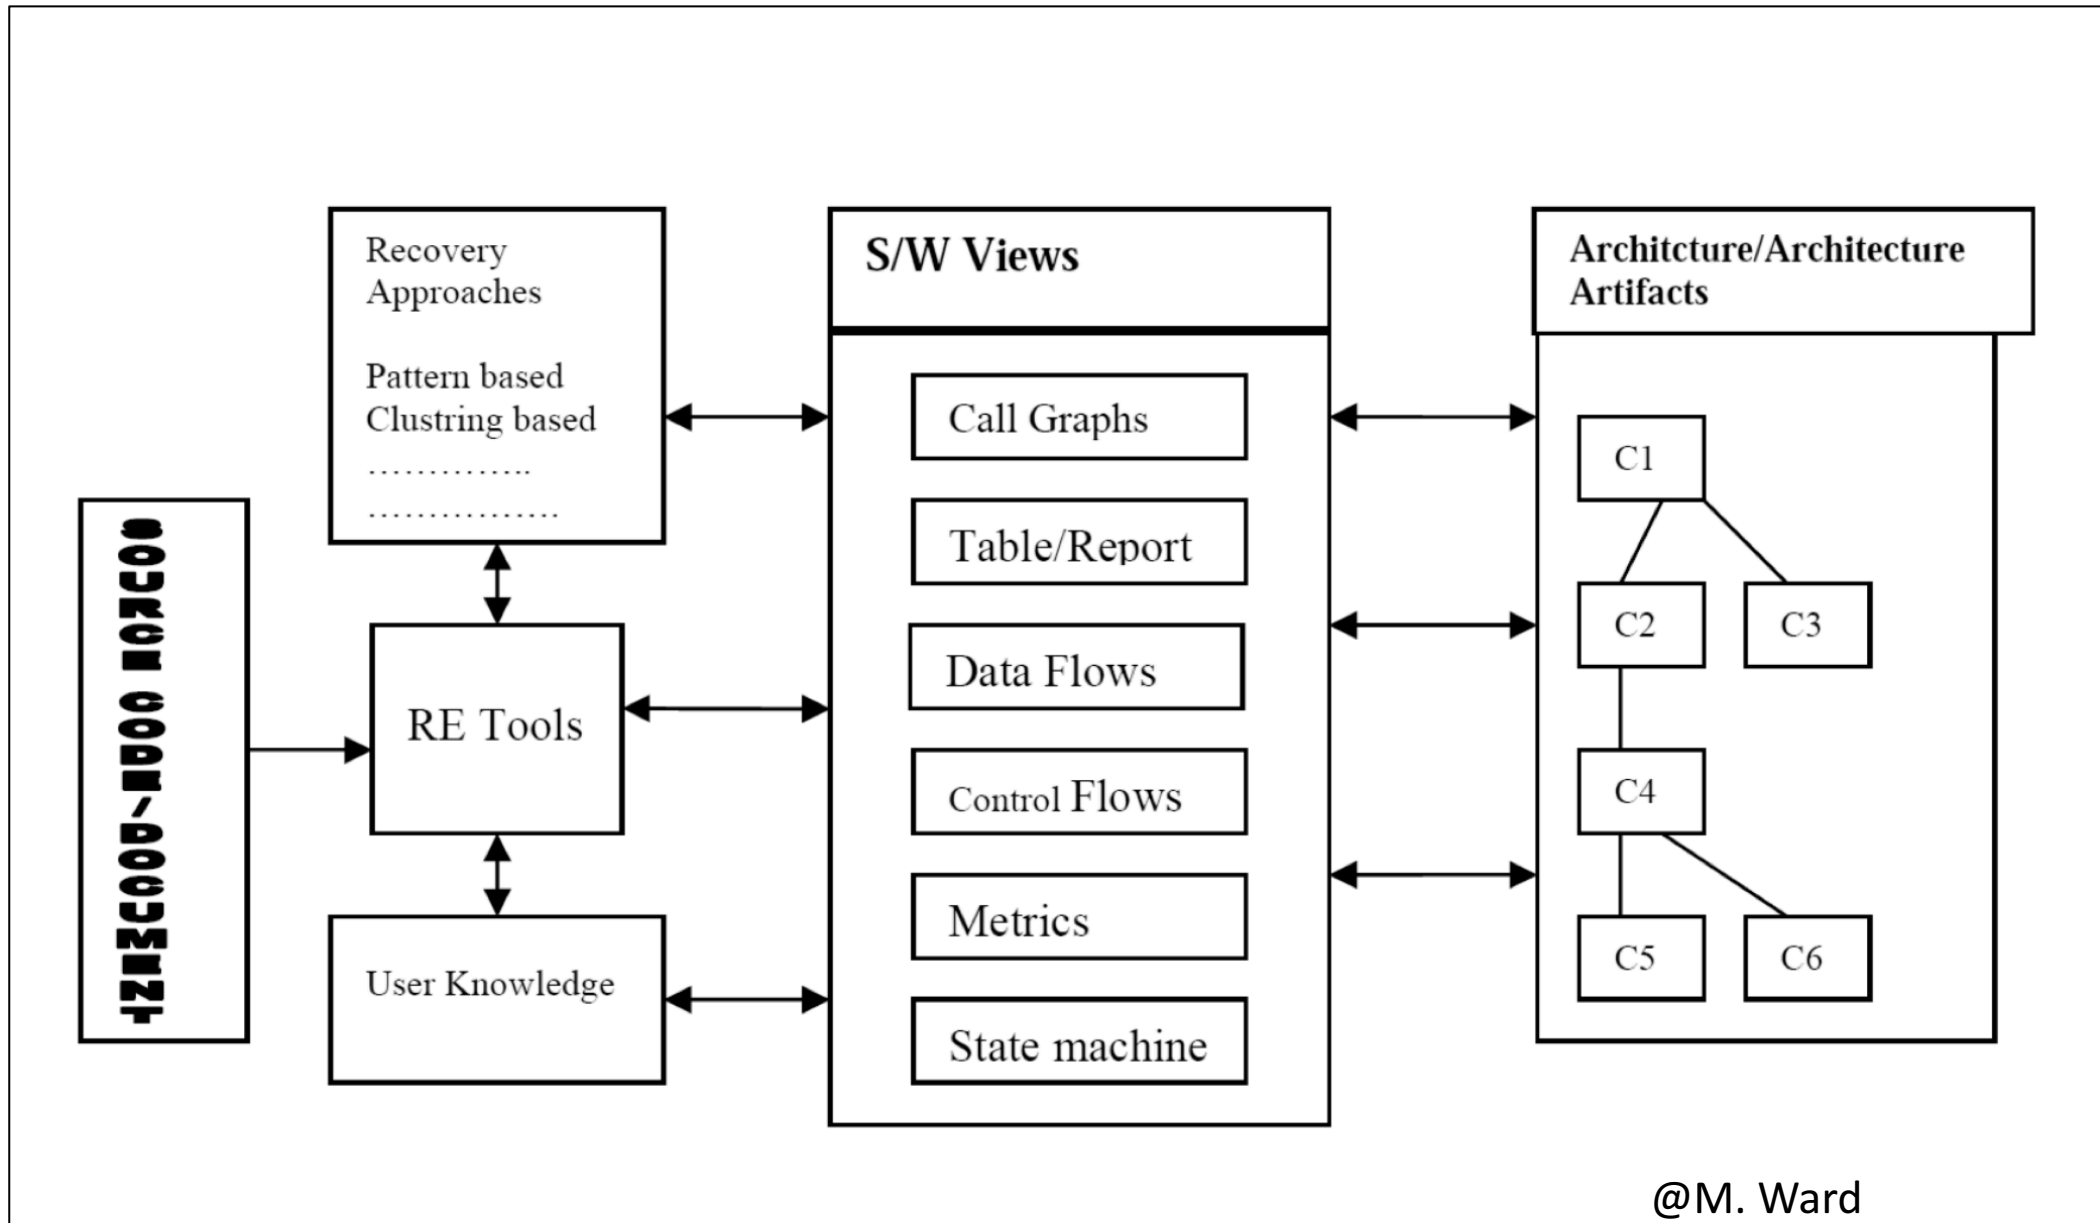 SOURCE CODE/DOCUMENT
Recovery
Approaches
Pattern based
Clustring based
…………..
…………….
RE Tools
User Knowledge
S/W Views
Call Graphs
Table/Report
Data Flows
Control Flows
Metrics
State machine
Architcture/Architecture
Artifacts
C1
C2
C3
C4
C5
C6
@M. Ward